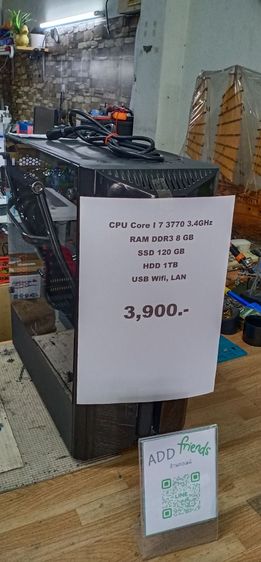 CPU Core I 7 3770 3.4GHz
RAM DDR3 8 GB
SSD 120 GB
HDD 1TB
USB Wifi, LAN
3,900.-
ADD friends
LINE